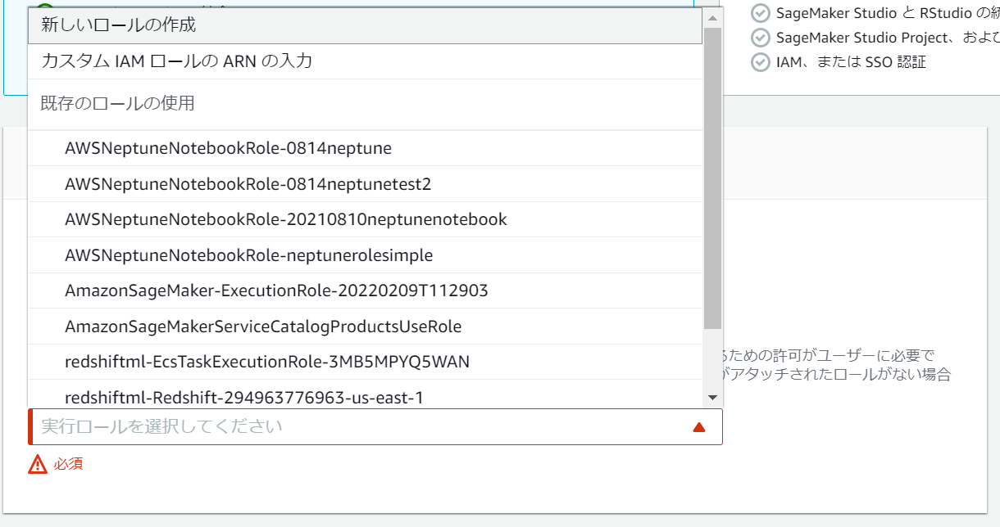 新しいロールの作成
カスタム IAM ロールの ARN の入力
既存のロールの使用
AWSNeptuneNotebookRole-0814neptune
AWSNeptuneNotebookRole-0814neptunetest2
AWSNeptuneNotebookRole-20210810neptunenotebook
AWSNeptuneNotebookRole-neptunerolesimple
AmazonSageMaker-ExecutionRole-20220209T112903
AmazonSageMakerServiceCatalogProductsUseRole
redshiftml-EcsTaskExecutionRole-3MB5MPYQ5WAN
redshiftml-Redshift-294963776963-us-east-1
実行ロールを選択してください
必須
SageMaker Studio と RStudio の
SageMaker Studio Project、および
IAM、または SSO 認証
るための許可がユーザーに必要で
がアタッチされたロールがない場合